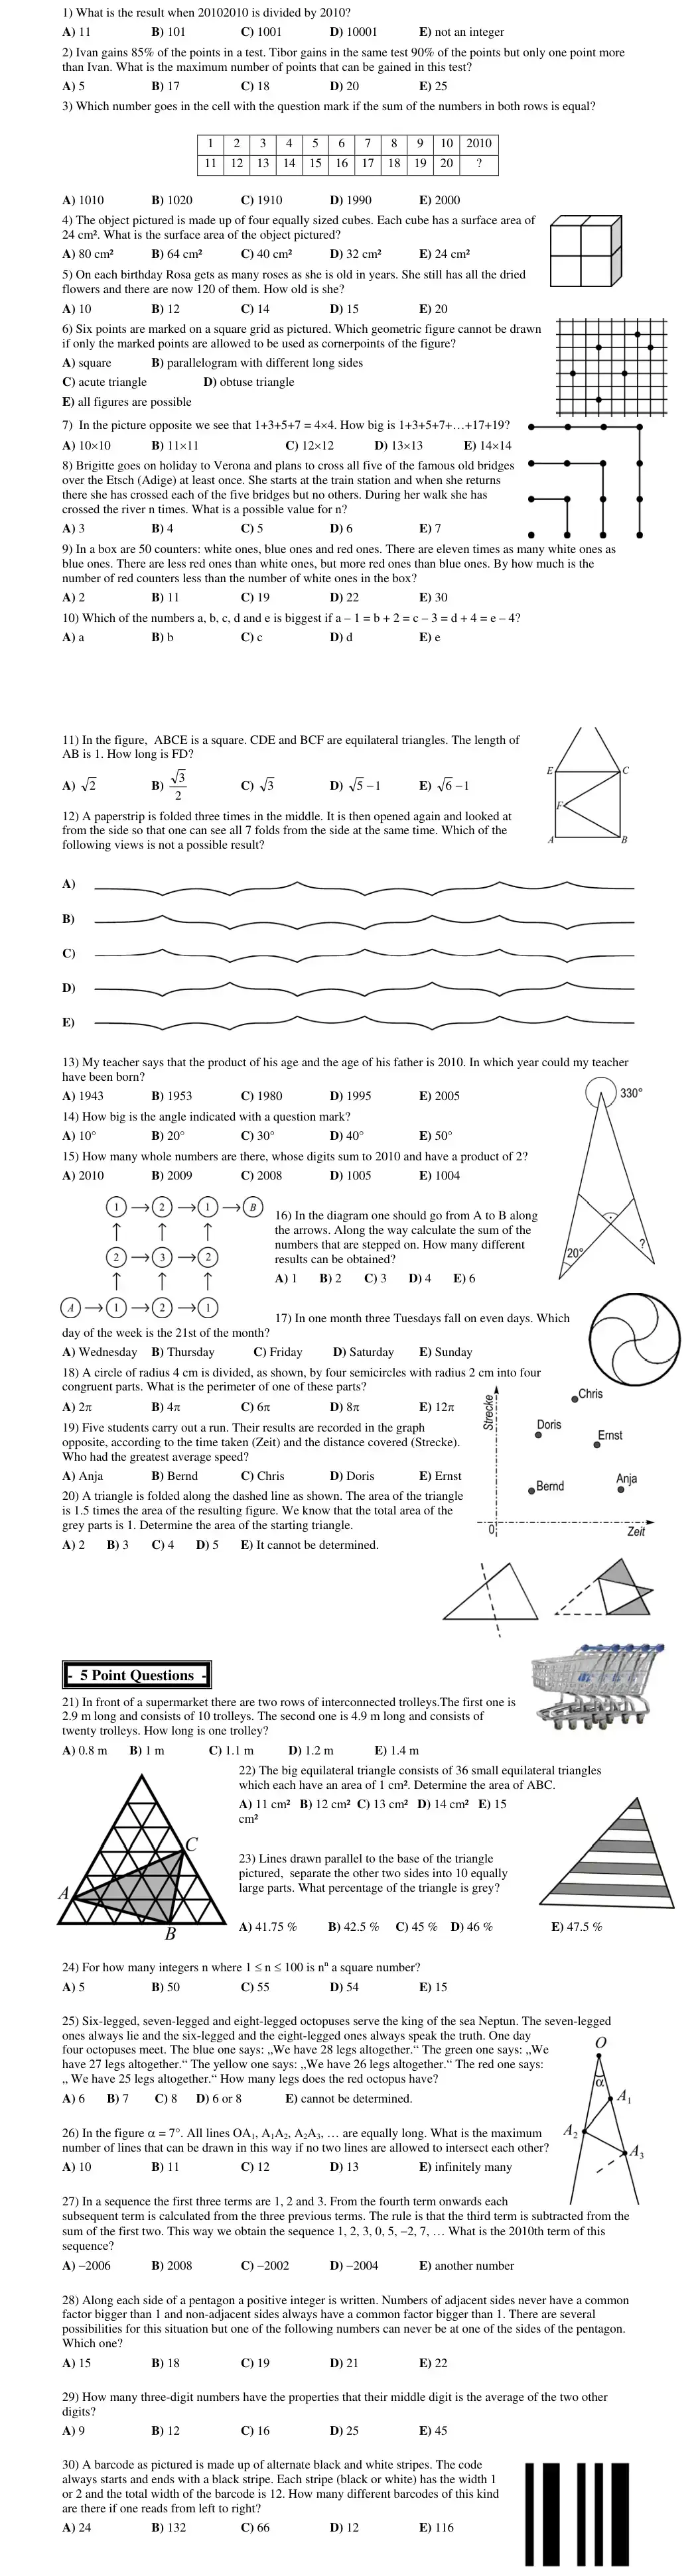 1) What is the result when 20102010 is divided by 2010?
A) 11 B) 101 C) 1001 D) 10001 E) not an integer
2) Ivan gains 85% of the points in a test. Tibor gains in the same test 90% of the points but only one point more
than Ivan. What is the maximum number of points that can be gained in this test?
A) 5 B) 17 C) 18 D) 20 E) 25
3) Which number goes in the cell with the question mark if the sum of the numbers in both rows is equal?
1 2 3 4 5 6 7 8 9 10 2010
11 12 13 14 15 16 17 18 19 20 ?
A) 1010 B) 1020 C) 1910 D) 1990 E) 2000
4) The object pictured is made up of four equally sized cubes. Each cube has a surface area of
24 cm². What is the surface area of the object pictured?
A) 80 cm² B) 64 cm² C) 40 cm² D) 32 cm² E) 24 cm²
5) On each birthday Rosa gets as many roses as she is old in years. She still has all the dried
flowers and there are now 120 of them. How old is she?
A) 10 B) 12 C) 14 D) 15 E) 20
6) Six points are marked on a square grid as pictured. Which geometric figure cannot be drawn
if only the marked points are allowed to be used as cornerpoints of the figure?
A) square B) parallelogram with different long sides
C) acute triangle D) obtuse triangle
E) all figures are possible
7) In the picture opposite we see that 1+3+5+7 = 4×4. How big is 1+3+5+7+…+17+19?
A) 10×10 B) 11×11 C) 12×12 D) 13×13 E) 14×14
8) Brigitte goes on holiday to Verona and plans to cross all five of the famous old bridges
over the Etsch (Adige) at least once. She starts at the train station and when she returns
there she has crossed each of the five bridges but no others. During her walk she has
crossed the river n times. What is a possible value for n?
A) 3 B) 4 C) 5 D) 6 E) 7
9) In a box are 50 counters: white ones, blue ones and red ones. There are eleven times as many white ones as
blue ones. There are less red ones than white ones, but more red ones than blue ones. By how much is the
number of red counters less than the number of white ones in the box?
A) 2 B) 11 C) 19 D) 22 E) 30
10) Which of the numbers a, b, c, d and e is biggest if a – 1 = b + 2 = c – 3 = d + 4 = e – 4?
A) a B) b C) c D) d E) e
11) In the figure, ABCE is a square. CDE and BCF are equilateral triangles. The length of
AB is 1. How long is FD?
A) √2 B) √3/2 C) √3 D) √5 −1 E) √6 −1
E C
F
A B
12) A paperstrip is folded three times in the middle. It is then opened again and looked at
from the side so that one can see all 7 folds from the side at the same time. Which of the
following views is not a possible result?
A)
B)
C)
D)
E)
13) My teacher says that the product of his age and the age of his father is 2010. In which year could my teacher
have been born?
A) 1943 B) 1953 C) 1980 D) 1995 E) 2005
330°
14) How big is the angle indicated with a question mark?
A) 10° B) 20° C) 30° D) 40° E) 50°
15) How many whole numbers are there, whose digits sum to 2010 and have a product of 2?
A) 2010 B) 2009 C) 2008 D) 1005 E) 1004
20° ?
1 2 1 B
2 3 2
A 1 2 1
16) In the diagram one should go from A to B along
the arrows. Along the way calculate the sum of the
numbers that are stepped on. How many different
results can be obtained?
A) 1 B) 2 C) 3 D) 4 E) 6
17) In one month three Tuesdays fall on even days. Which
day of the week is the 21st of the month?
A) Wednesday B) Thursday C) Friday D) Saturday E) Sunday
18) A circle of radius 4 cm is divided, as shown, by four semicircles with radius 2 cm into four
congruent parts. What is the perimeter of one of these parts?
A) 2π B) 4π C) 6π D) 8π E) 12π
19) Five students carry out a run. Their results are recorded in the graph
opposite, according to the time taken (Zeit) and the distance covered (Strecke).
Who had the greatest average speed?
A) Anja B) Bernd C) Chris D) Doris E) Ernst
Strecke
Chris
Doris
Ernst
Anja
Bernd
0 Zeit
20) A triangle is folded along the dashed line as shown. The area of the triangle
is 1.5 times the area of the resulting figure. We know that the total area of the
grey parts is 1. Determine the area of the starting triangle.
A) 2 B) 3 C) 4 D) 5 E) It cannot be determined.
- 5 Point Questions -
21) In front of a supermarket there are two rows of interconnected trolleys.The first one is
2.9 m long and consists of 10 trolleys. The second one is 4.9 m long and consists of
twenty trolleys. How long is one trolley?
A) 0.8 m B) 1 m C) 1.1 m D) 1.2 m E) 1.4 m
22) The big equilateral triangle consists of 36 small equilateral triangles
which each have an area of 1 cm². Determine the area of ABC.
A) 11 cm² B) 12 cm² C) 13 cm² D) 14 cm² E) 15
cm²
C
A
B
23) Lines drawn parallel to the base of the triangle
pictured, separate the other two sides into 10 equally
large parts. What percentage of the triangle is grey?
A) 41.75 % B) 42.5 % C) 45 % D) 46 % E) 47.5 %
24) For how many integers n where 1 ≤ n ≤ 100 is nⁿ a square number?
A) 5 B) 50 C) 55 D) 54 E) 15
25) Six-legged, seven-legged and eight-legged octopuses serve the king of the sea Neptun. The seven-legged
ones always lie and the six-legged and the eight-legged ones always speak the truth. One day
four octopuses meet. The blue one says: „We have 28 legs altogether.“ The green one says: „We
have 27 legs altogether.“ The yellow one says: „We have 26 legs altogether.“ The red one says:
„ We have 25 legs altogether.“ How many legs does the red octopus have?
A) 6 B) 7 C) 8 D) 6 or 8 E) cannot be determined.
O
α
A₁
A₂
A₃
26) In the figure α = 7°. All lines OA₁, A₁A₂, A₂A₃, … are equally long. What is the maximum
number of lines that can be drawn in this way if no two lines are allowed to intersect each other?
A) 10 B) 11 C) 12 D) 13 E) infinitely many
27) In a sequence the first three terms are 1, 2 and 3. From the fourth term onwards each
subsequent term is calculated from the three previous terms. The rule is that the third term is subtracted from the
sum of the first two. This way we obtain the sequence 1, 2, 3, 0, 5, –2, 7, … What is the 2010th term of this
sequence?
A) –2006 B) 2008 C) –2002 D) –2004 E) another number
28) Along each side of a pentagon a positive integer is written. Numbers of adjacent sides never have a common
factor bigger than 1 and non-adjacent sides always have a common factor bigger than 1. There are several
possibilities for this situation but one of the following numbers can never be at one of the sides of the pentagon.
Which one?
A) 15 B) 18 C) 19 D) 21 E) 22
29) How many three-digit numbers have the properties that their middle digit is the average of the two other
digits?
A) 9 B) 12 C) 16 D) 25 E) 45
30) A barcode as pictured is made up of alternate black and white stripes. The code
always starts and ends with a black stripe. Each stripe (black or white) has the width 1
or 2 and the total width of the barcode is 12. How many different barcodes of this kind
are there if one reads from left to right?
A) 24 B) 132 C) 66 D) 12 E) 116